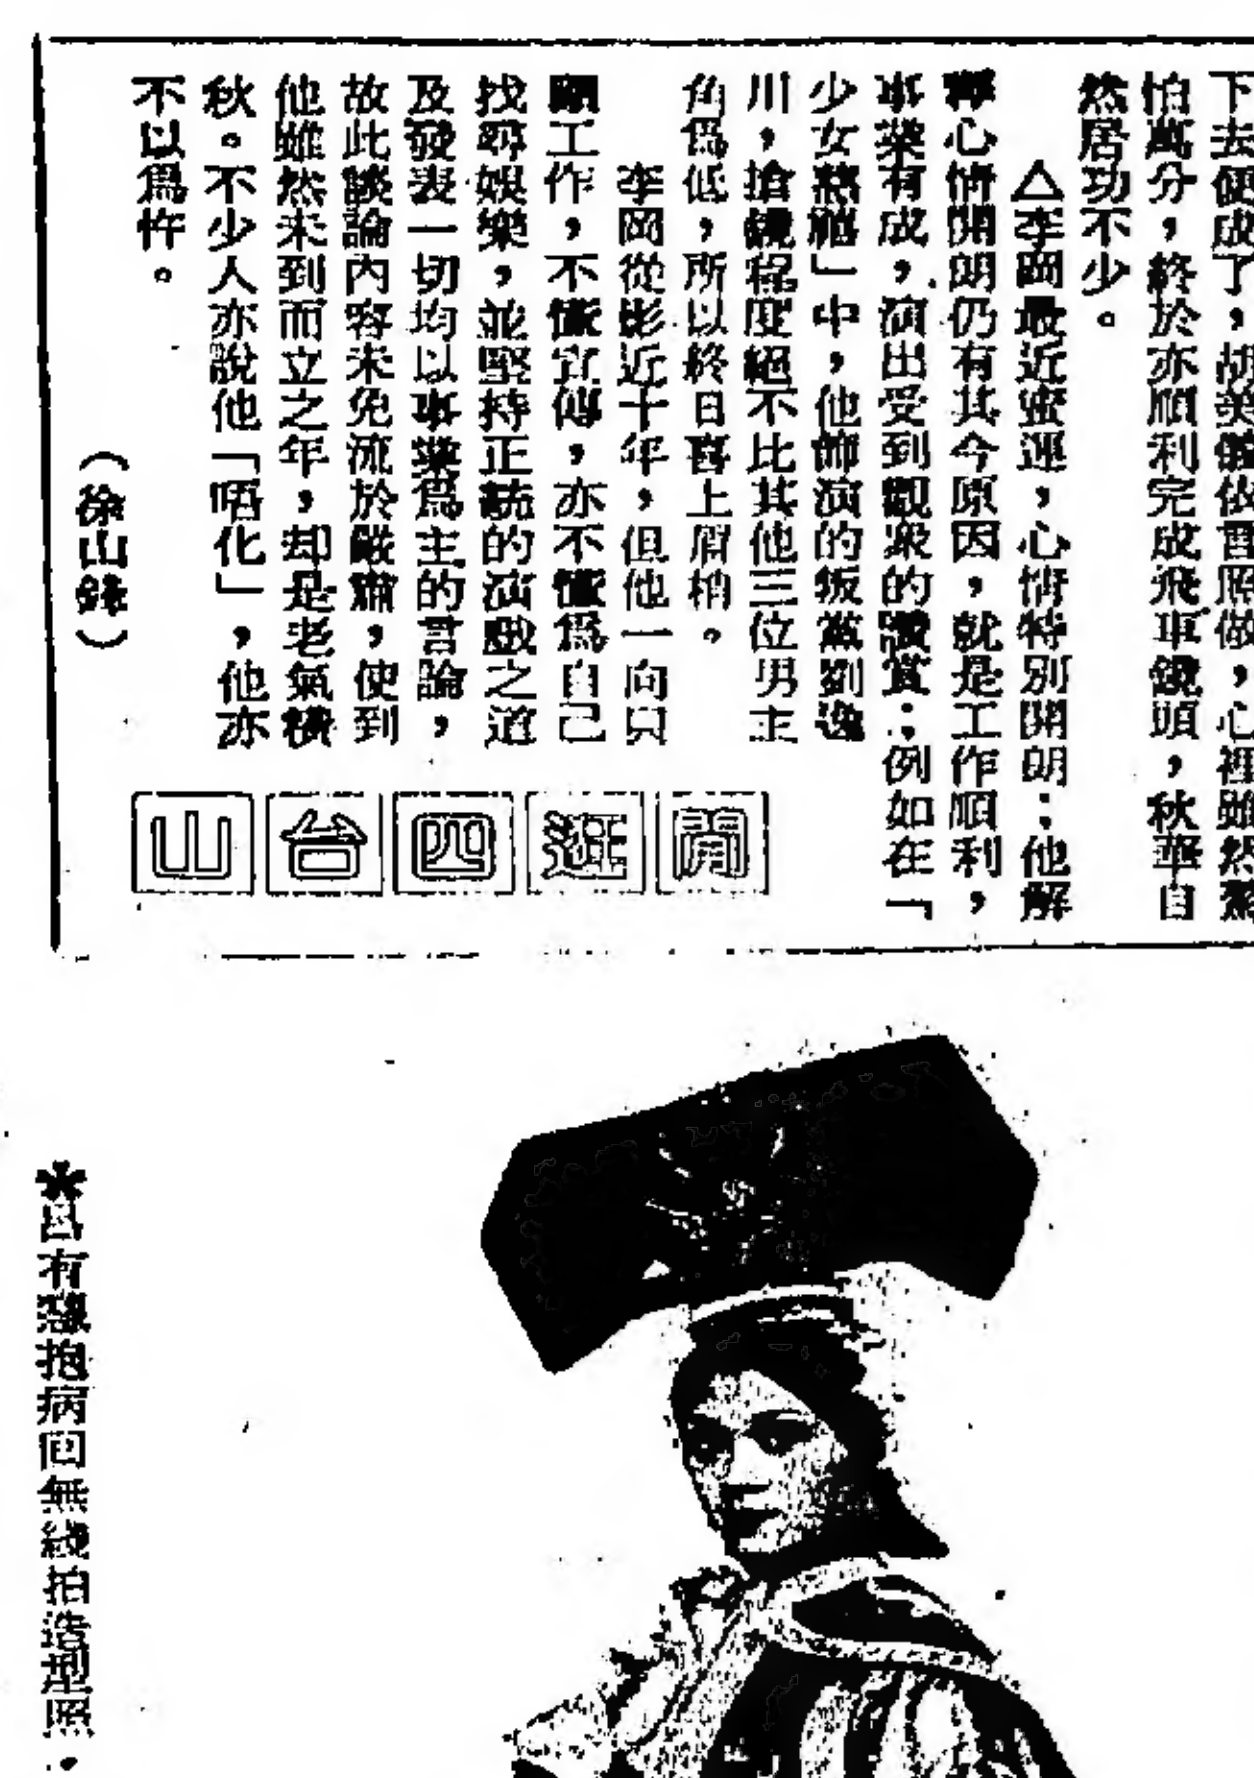 下去便成了，胡美儀依言照做，心裡雖然驚
怕萬分，終於亦順利完成飛車鏡頭，秋華自
然居功不少。
△李岡最近蜜運，心情特別開朗；他解
釋心情開朗仍有其今原因，就是工作順利，
事業有成，演出受到觀衆的讚賞；例如在「
少女慈禧」中，他飾演的叛黨劉逸
川，搶鏡程度絕不比其他三位男主
角爲低，所以終日喜上眉梢。
李岡從影近十年，但他一向只
顧工作，不懂宣傳，亦不懂爲自己
找尋娛樂，並堅持正統的演戲之道
及發表一切均以事業爲主的言論，
故此談論內容未免流於嚴肅，使到
他雖然未到而立之年，却是老氣橫
秋。不少人亦說他「唔化」，他亦
不以爲忤。
（徐山鋒）
閒逛四台山
＊呂有慧抱病回無綫拍造型照，